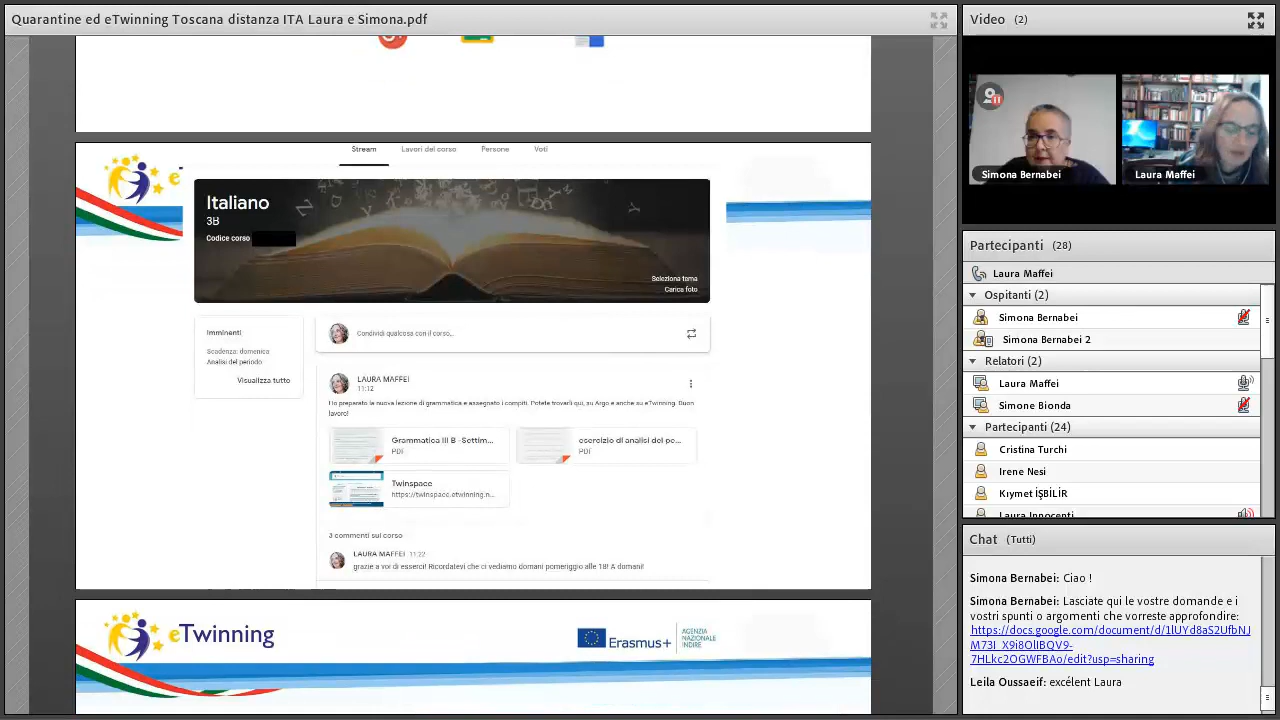 Quarantine ed eTwinning Toscana distanza ITA Laura e Simona.pdf
Stream
Lavori del corso
Persone
Voti
e
Italiano
3B
Codice corso
Seleziona tema
Carica foto
Imminenti
Scadenza: domenica
Analisi del periodo
Visualizza tutto
Condividi qualcosa con il corso...
LAURA MAFFEI
11:12
Ho preparato la nuova lezione di grammatica e assegnato i compiti. Potete trovarli qui, su Argo e anche su eTwinning. Buon
lavoro!
Grammatica III B -Settim...
PDF
esercizio di analisi del pe...
PDF
Twinspace
https://twinspace.etwinning.n...
3 commenti sul corso
LAURA MAFFEI 11:22
grazie a voi di esserci! Ricordatevi che ci vediamo domani pomeriggio alle 18! A domani!
eTwinning
Erasmus+
AGENZIA
NAZIONALE
INDIRE
Video (2)
Simona Bernabei
Laura Maffei
Partecipanti (28)
Laura Maffei
Ospitanti (2)
Simona Bernabei
Simona Bernabei 2
Relatori (2)
Laura Maffei
Simone Bionda
Partecipanti (24)
Cristina Turchi
Irene Nesi
Kıymet İŞBİLİR
Laura Innocenti
Chat (Tutti)
Simona Bernabei: Ciao !
Simona Bernabei: Lasciate qui le vostre domande e i
vostri spunti o argomenti che vorreste approfondire:
https://docs.google.com/document/d/1lUYd8aS2UfbNJ
M73I_X9i8OlIBQV9-
7HLkc2OGWFBAo/edit?usp=sharing
Leila Oussaeif: excélent Laura